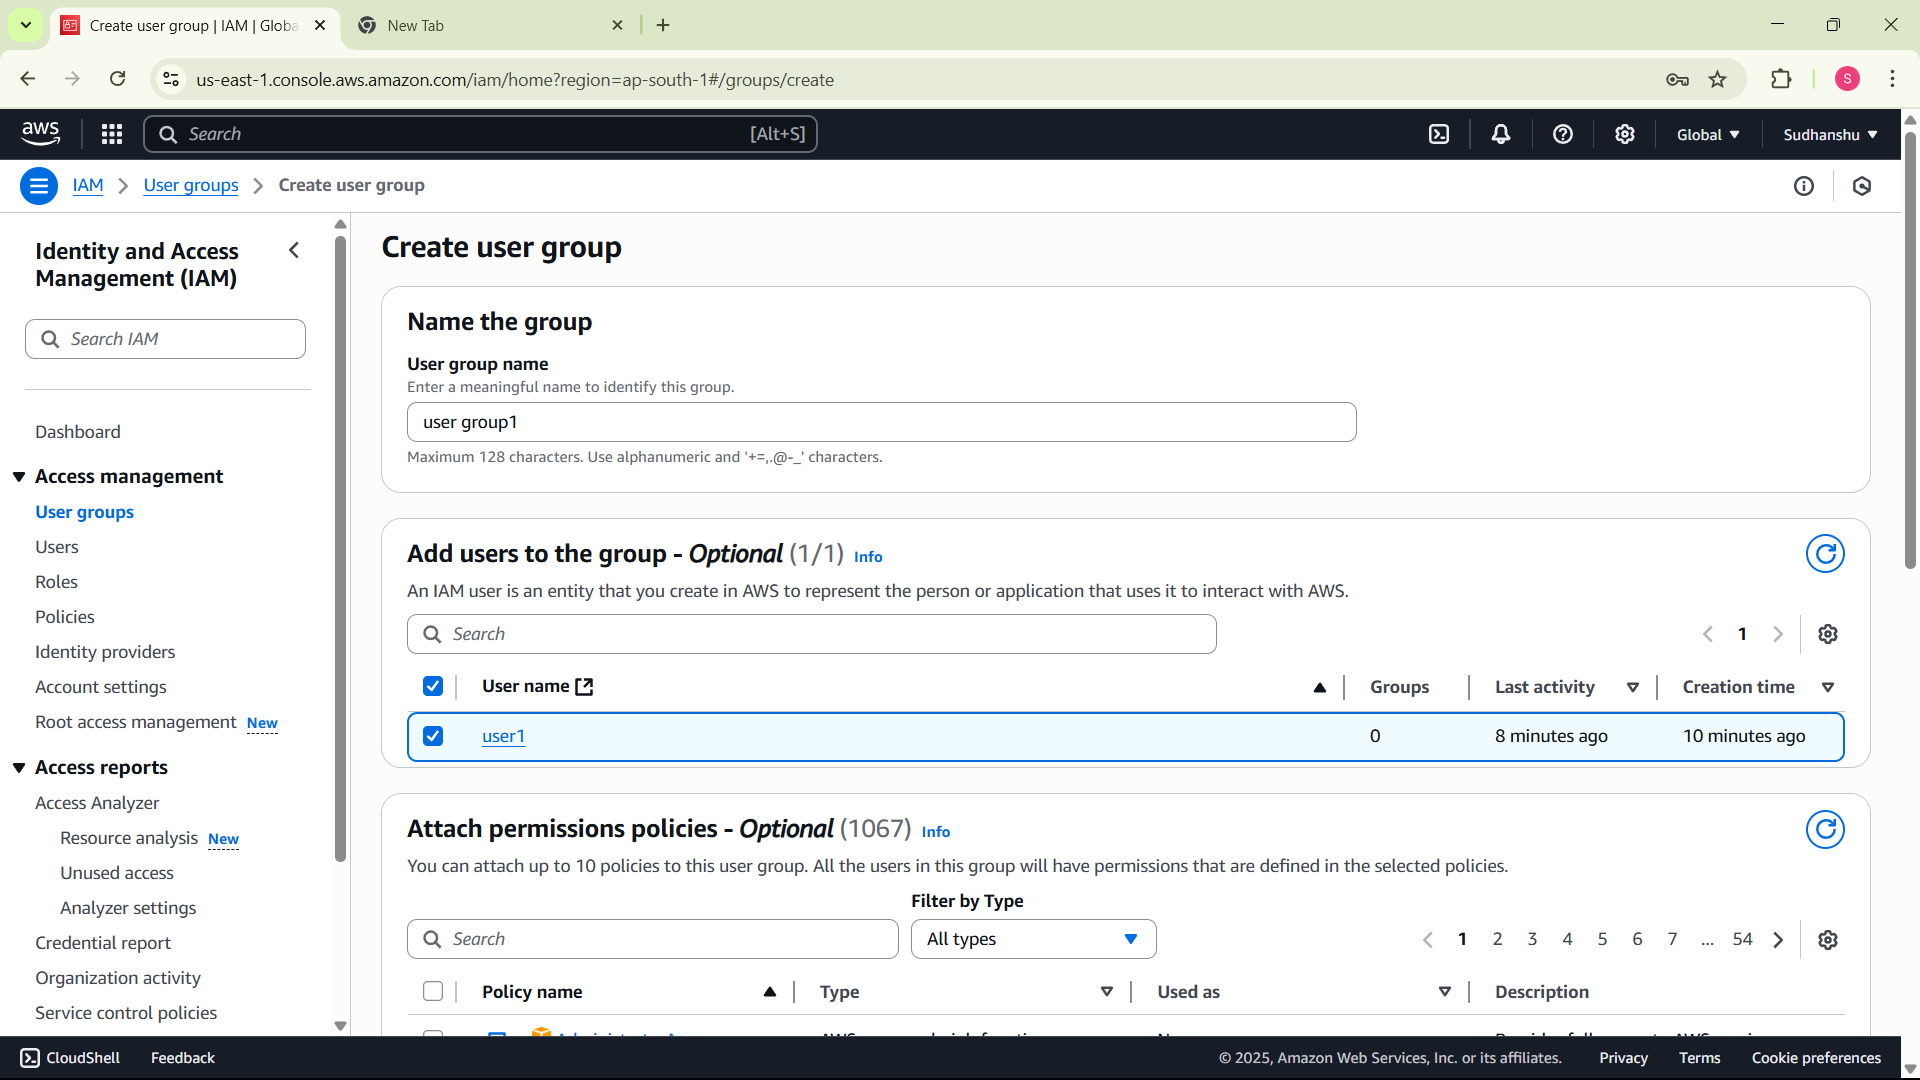 Create user group | IAM | Globa
New Tab
us-east-1.console.aws.amazon.com/iam/home?region=ap-south-1#/groups/create
S
aws
Search
[Alt+S]
Global
Sudhanshu
IAM
User groups
Create user group
Identity and Access
Management (IAM)
Search IAM
Dashboard
Access management
User groups
Users
Roles
Policies
Identity providers
Account settings
Root access management New
Access reports
Access Analyzer
Resource analysis New
Unused access
Analyzer settings
Credential report
Organization activity
Service control policies
Create user group
Name the group
User group name
Enter a meaningful name to identify this group.
user group1
Maximum 128 characters. Use alphanumeric and '+=,.@-_' characters.
Add users to the group - Optional (1/1) Info
An IAM user is an entity that you create in AWS to represent the person or application that uses it to interact with AWS.
Search
1
User name Groups Last activity Creation time
user1 0 8 minutes ago 10 minutes ago
Attach permissions policies - Optional (1067) Info
You can attach up to 10 policies to this user group. All the users in this group will have permissions that are defined in the selected policies.
Filter by Type
Search
All types
1 2 3 4 5 6 7 ... 54
Policy name Type Used as Description
CloudShell
Feedback
© 2025, Amazon Web Services, Inc. or its affiliates.
Privacy
Terms
Cookie preferences